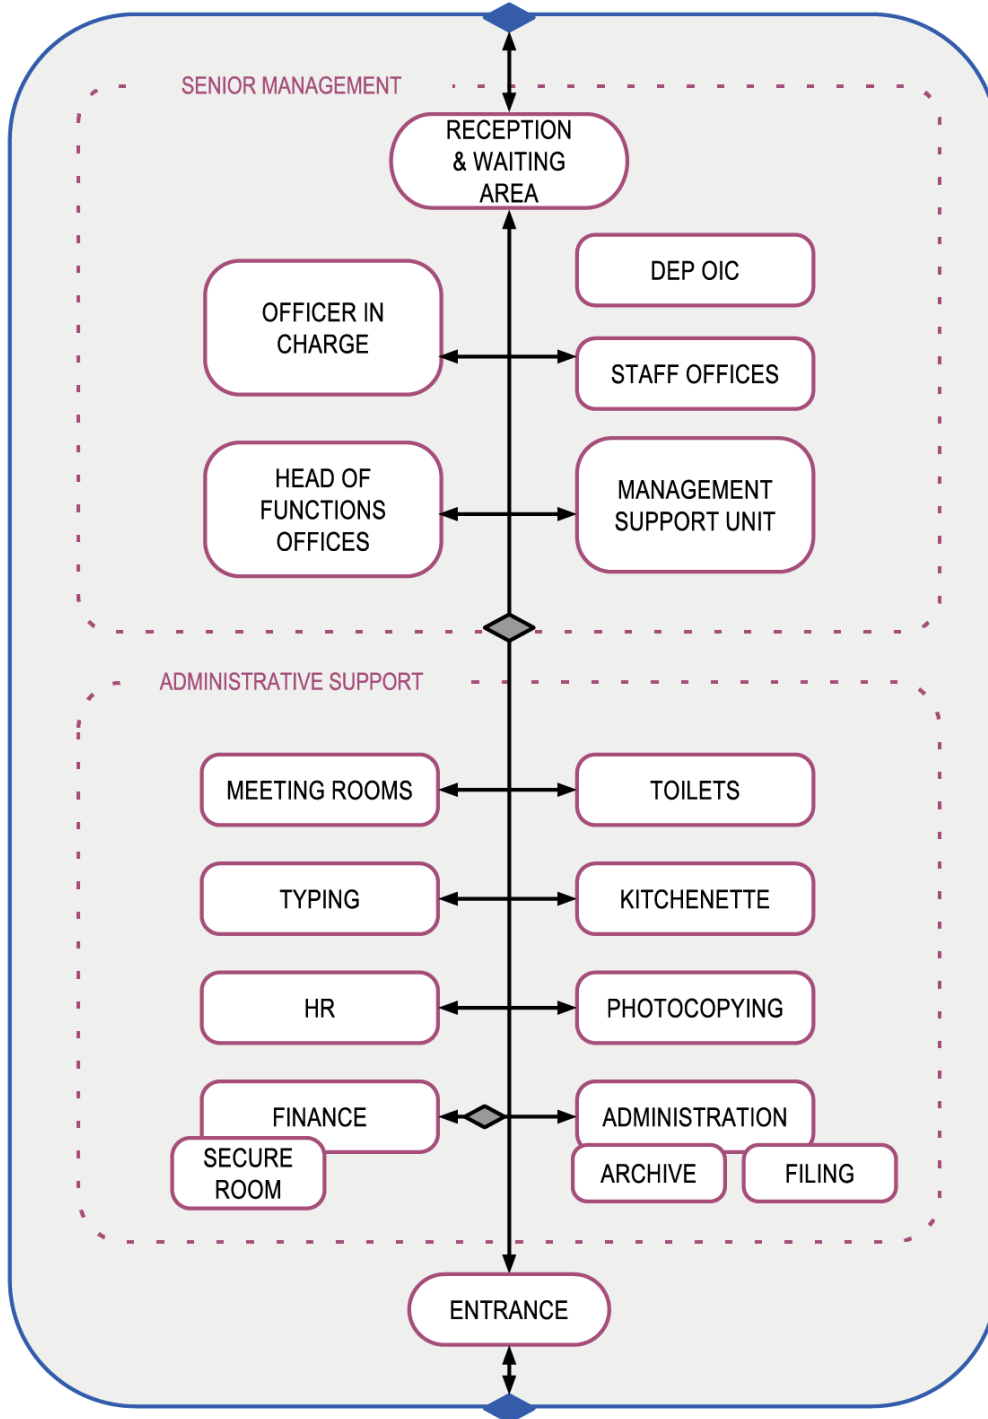 SENIOR MANAGEMENT
RECEPTION
& WAITING
AREA
OFFICER IN
CHARGE
DEP OIC
STAFF OFFICES
HEAD OF
FUNCTIONS
OFFICES
MANAGEMENT
SUPPORT UNIT
ADMINISTRATIVE SUPPORT
MEETING ROOMS
TOILETS
TYPING
KITCHENETTE
HR
PHOTOCOPYING
FINANCE
ADMINISTRATION
SECURE
ROOM
ARCHIVE
FILING
ENTRANCE